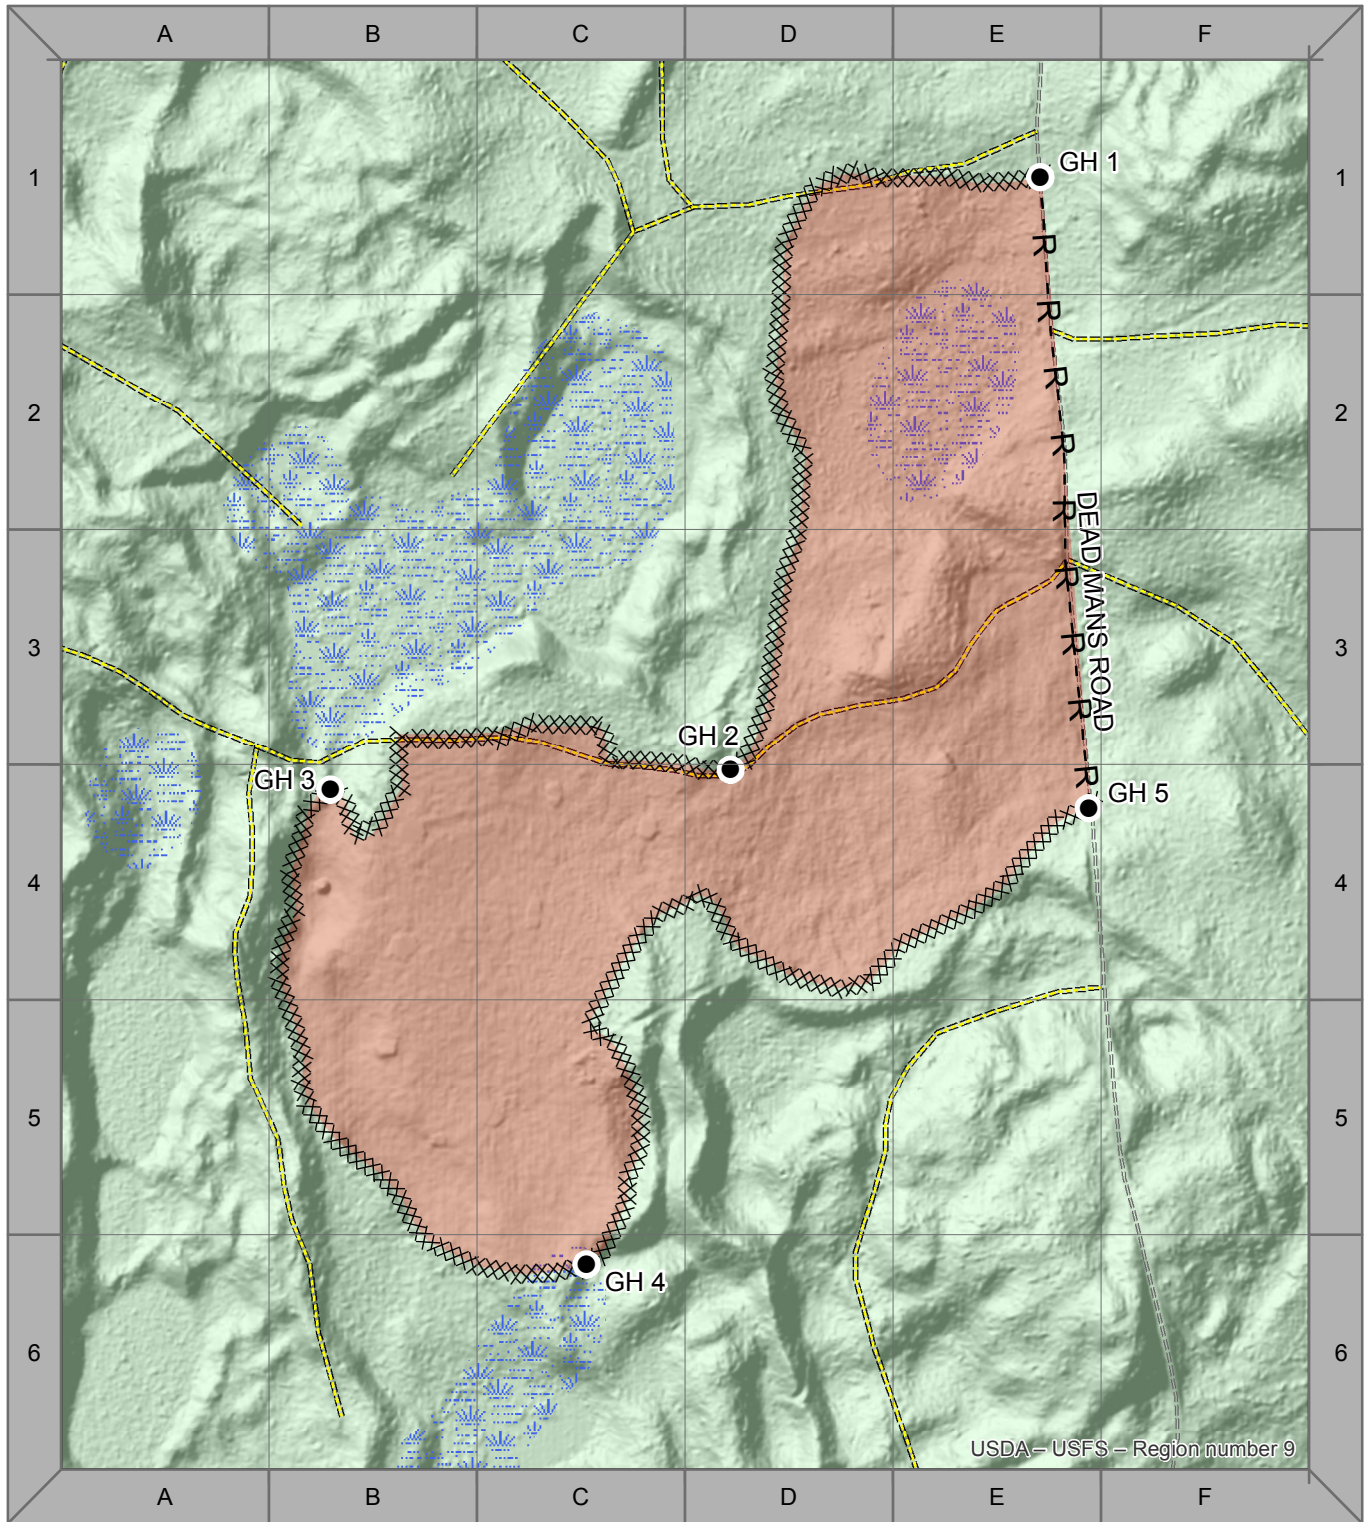 A B C D E F
1 GH 1 1
R
R
2 R 2
R
R
DEAD MANS ROAD
R
3 R 3
R
GH 2
R
GH 3
GH 5
4 4
5 5
GH 4
6 6
USDA – USFS – Region number 9
A B C D E F